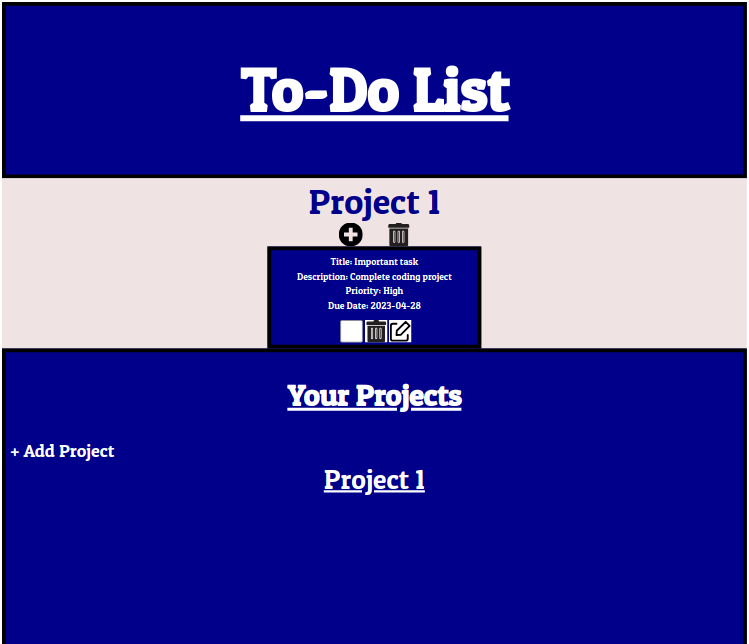 To-Do List
Project 1
Title: Important task
Description: Complete coding project
Priority: High
Due Date: 2023-04-28
Your Projects
+ Add Project
Project 1